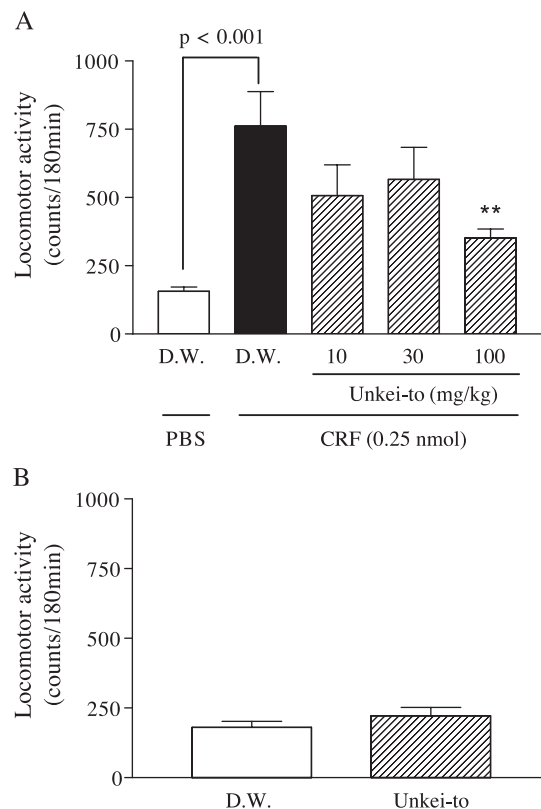 A
p < 0.001
Locomotor activity
(counts/180min)
1000
750
500
250
0
**
D.W. D.W. 10 30 100
Unkei-to (mg/kg)
PBS CRF (0.25 nmol)
B
Locomotor activity
(counts/180min)
1000
750
500
250
0
D.W. Unkei-to